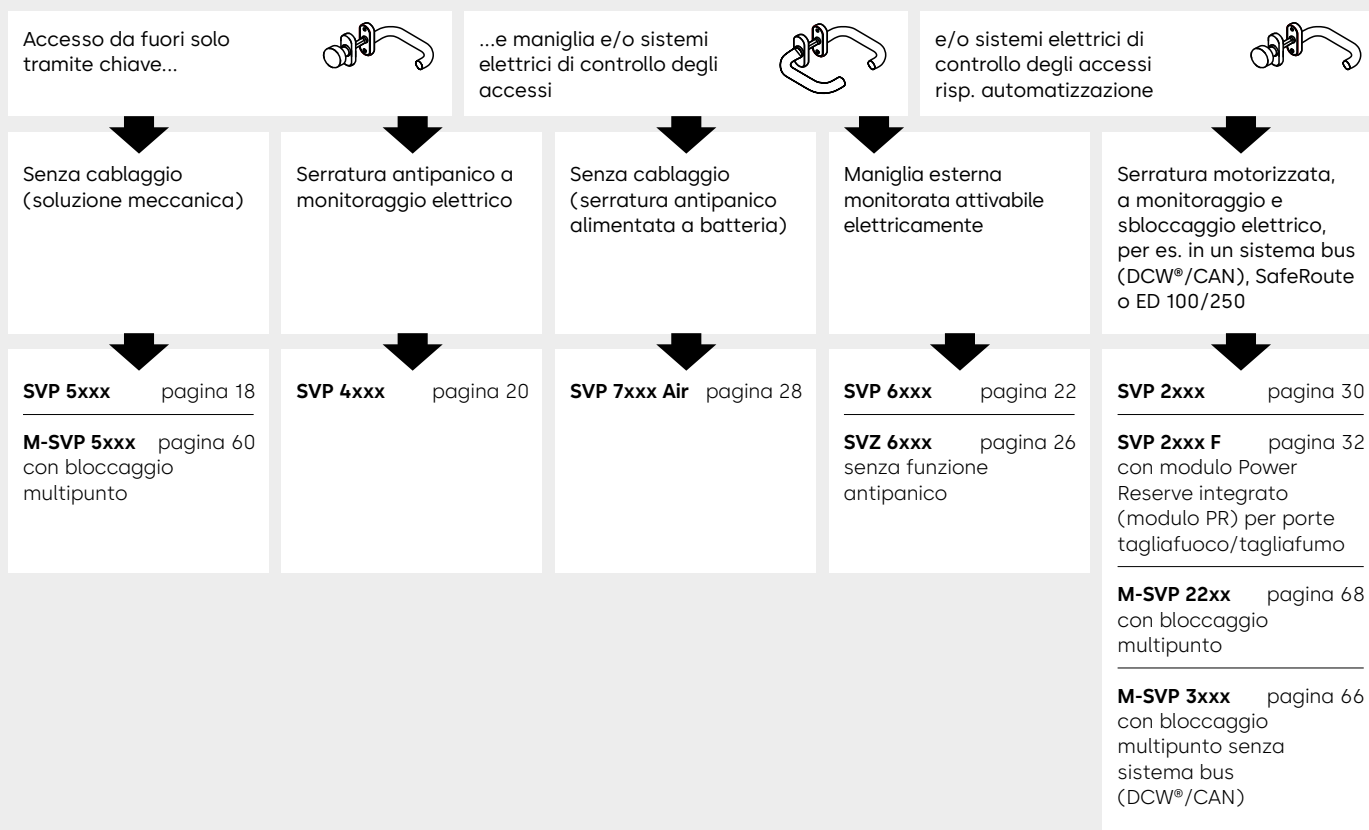 Accesso da fuori solo
tramite chiave...
...e maniglia e/o sistemi
elettrici di controllo degli
accessi
e/o sistemi elettrici di
controllo degli accessi
risp. automatizzazione
Senza cablaggio
(soluzione meccanica)
Serratura antipanico a
monitoraggio elettrico
Senza cablaggio
(serratura antipanico
alimentata a batteria)
Maniglia esterna
monitorata attivabile
elettricamente
Serratura motorizzata,
a monitoraggio e
sbloccaggio elettrico,
per es. in un sistema bus
(DCW®/CAN), SafeRoute
o ED 100/250
SVP 5xxx pagina 18
M-SVP 5xxx pagina 60
con bloccaggio
multipunto
SVP 4xxx pagina 20
SVP 7xxx Air pagina 28
SVP 6xxx pagina 22
SVZ 6xxx pagina 26
senza funzione
antipanico
SVP 2xxx pagina 30
SVP 2xxx F pagina 32
con modulo Power
Reserve integrato
(modulo PR) per porte
tagliafuoco/tagliafumo
M-SVP 22xx pagina 68
con bloccaggio
multipunto
M-SVP 3xxx pagina 66
con bloccaggio
multipunto senza
sistema bus
(DCW®/CAN)